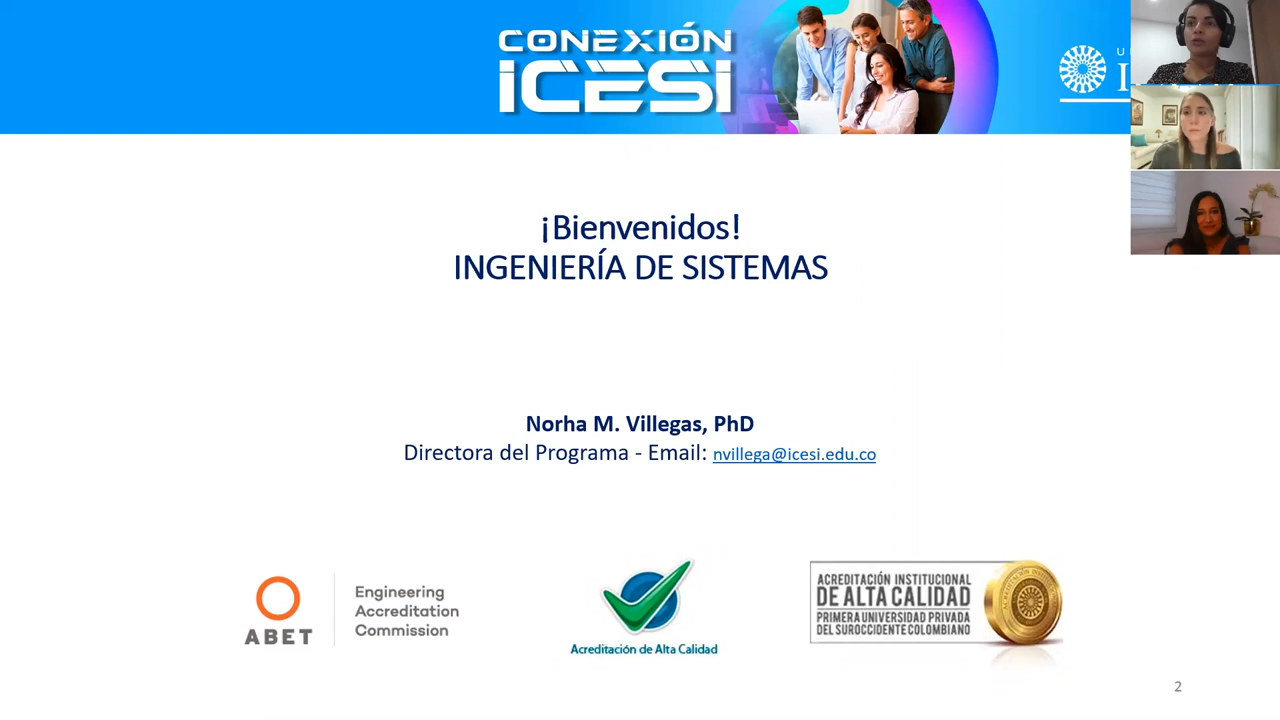 CONEXIÓN
ICESI
¡Bienvenidos!
INGENIERÍA DE SISTEMAS
Norha M. Villegas, PhD
Directora del Programa - Email: nvillega@icesi.edu.co
ABET
Engineering
Accreditation
Commission
Acreditación de Alta Calidad
ACREDITACIÓN INSTITUCIONAL
DE ALTA CALIDAD
PRIMERA UNIVERSIDAD PRIVADA
DEL SUROCCIDENTE COLOMBIANO
2